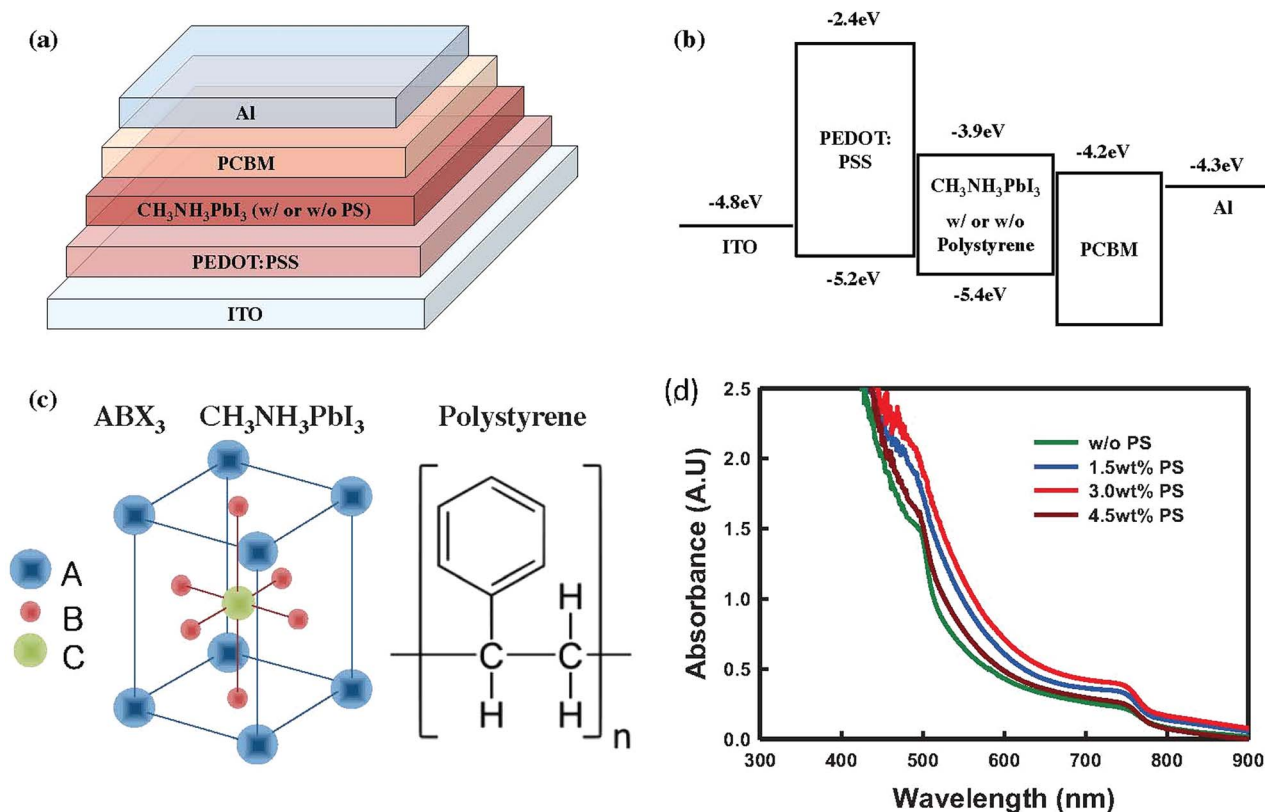 (a)
Al
PCBM
CH₃NH₃PbI₃ (w/ or w/o PS)
PEDOT:PSS
ITO
(b)
-2.4eV
PEDOT:
PSS
-3.9eV
-4.2eV
-4.3eV
Al
CH₃NH₃PbI₃
w/ or w/o
Polystyrene
-4.8eV
ITO
PCBM
-5.2eV
-5.4eV
(c)
ABX₃ CH₃NH₃PbI₃
A
B
C
Polystyrene
H
C C
H H
n
(d)
Absorbance (A.U)
2.5
2.0
1.5
1.0
0.5
0.0
w/o PS
1.5wt% PS
3.0wt% PS
4.5wt% PS
300 400 500 600 700 800 900
Wavelength (nm)